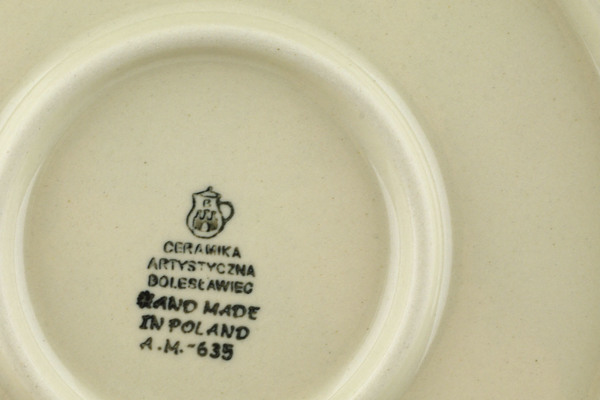 CERAMIKA
ARTYSTYCZNA
BOLESŁAWIEC
HAND MADE
IN POLAND
A.M.-635